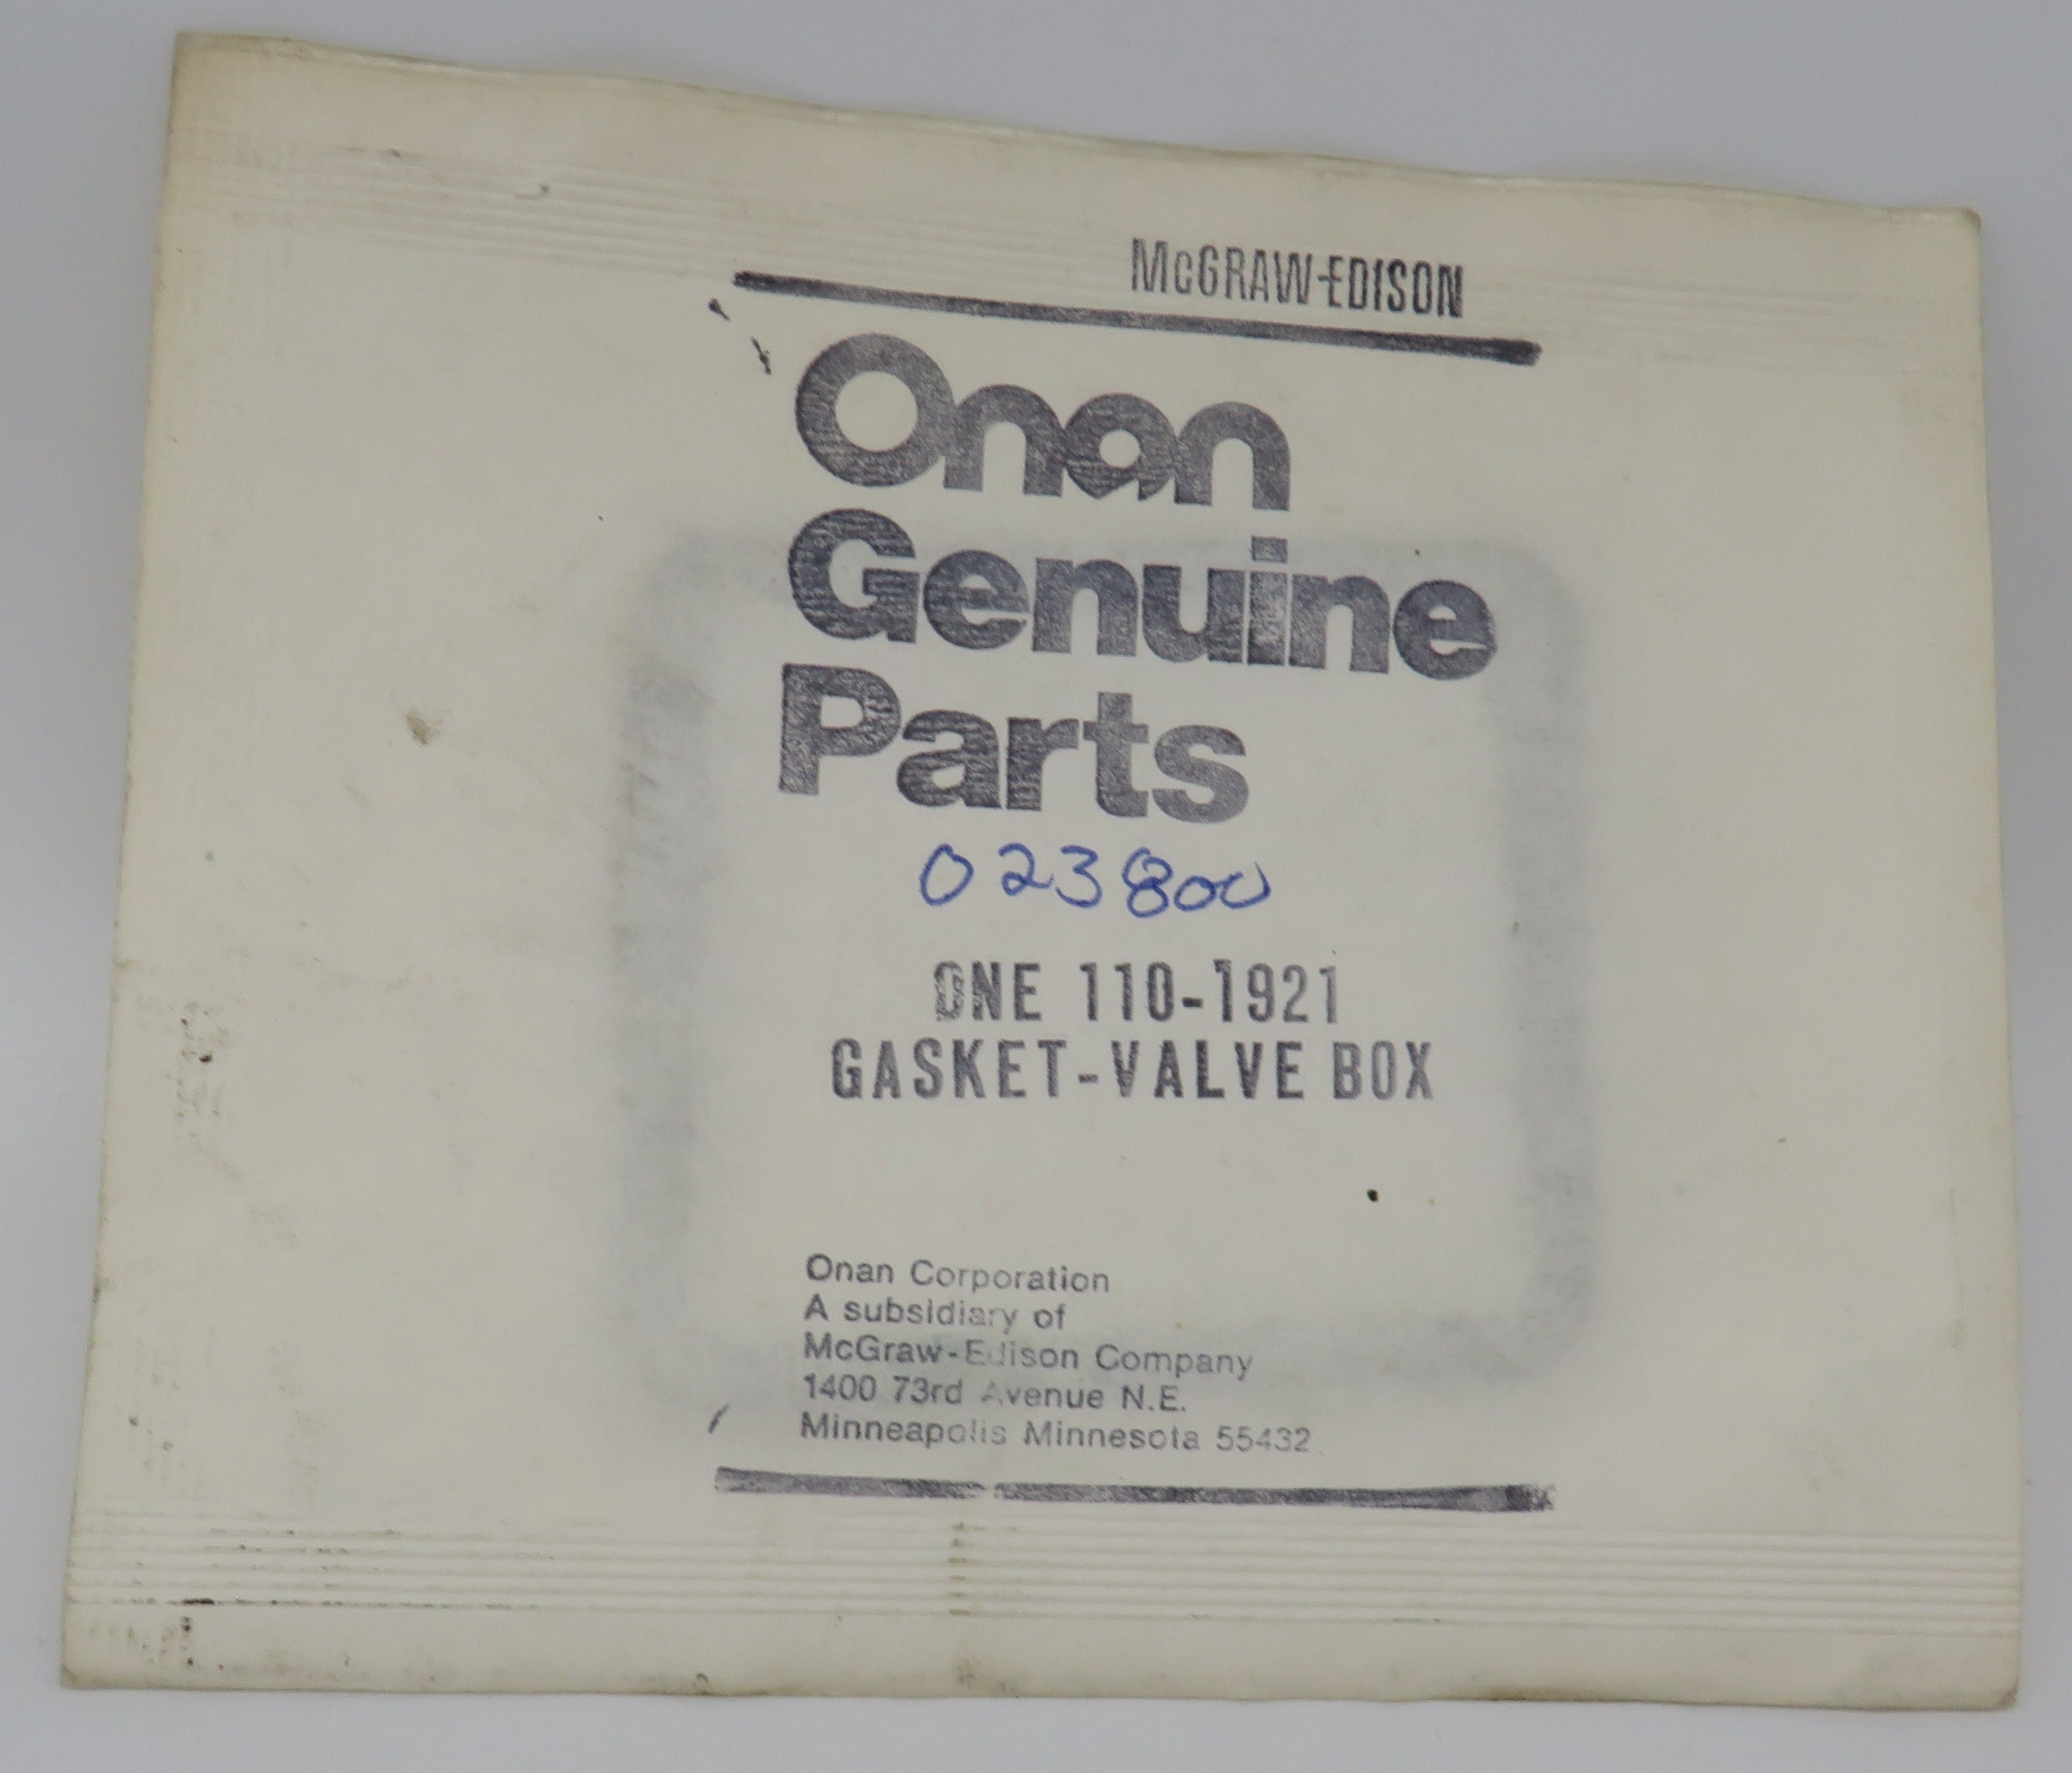 McGRAW-EDISON
Onan
Genuine
Parts
023800
ONE 110-1921
GASKET-VALVE BOX
Onan Corporation
A subsidiary of
McGraw-Edison Company
1400 73rd Avenue N.E.
Minneapolis Minnesota 55432